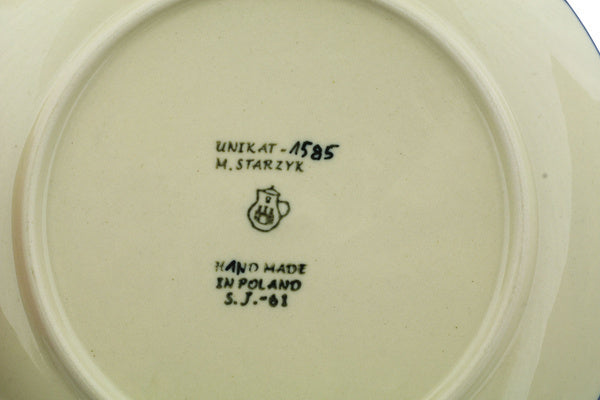 UNIKAT-1585
M. STARZYK
HAND MADE
IN POLAND
S.J.-61